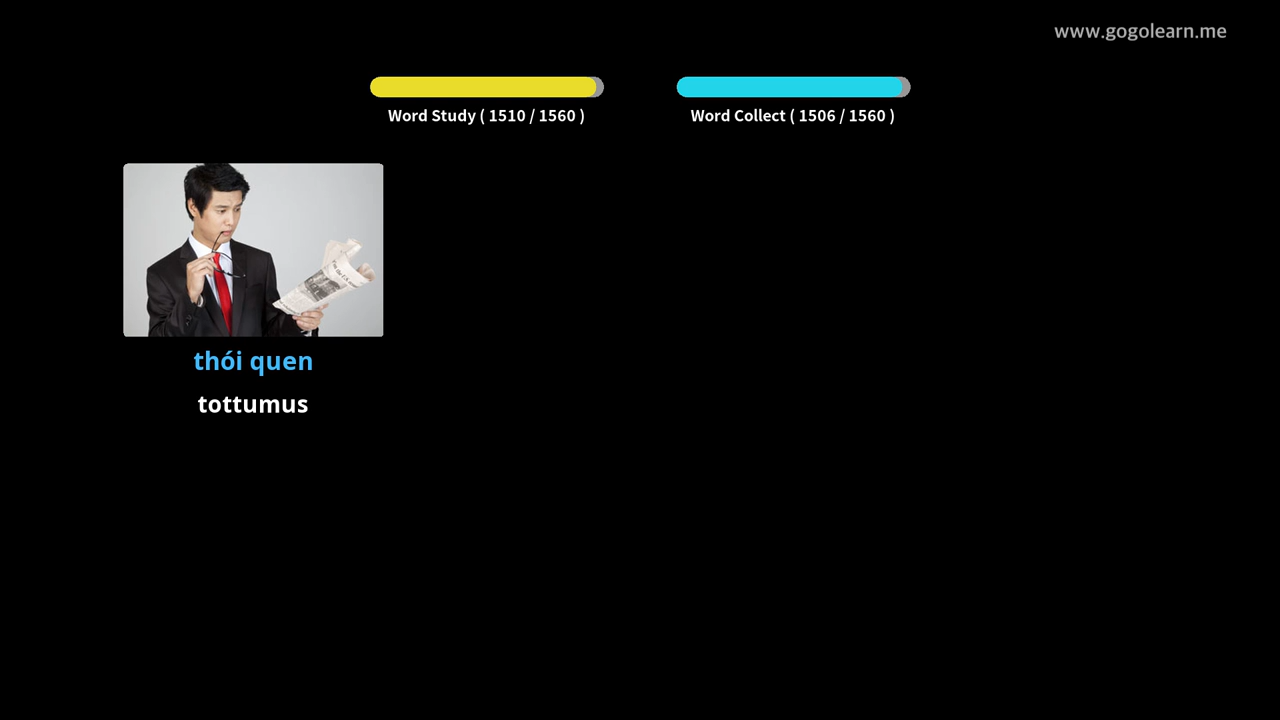 www.gogolearn.me
Word Study ( 1510 / 1560 )
Word Collect ( 1506 / 1560 )
thói quen
tottumus